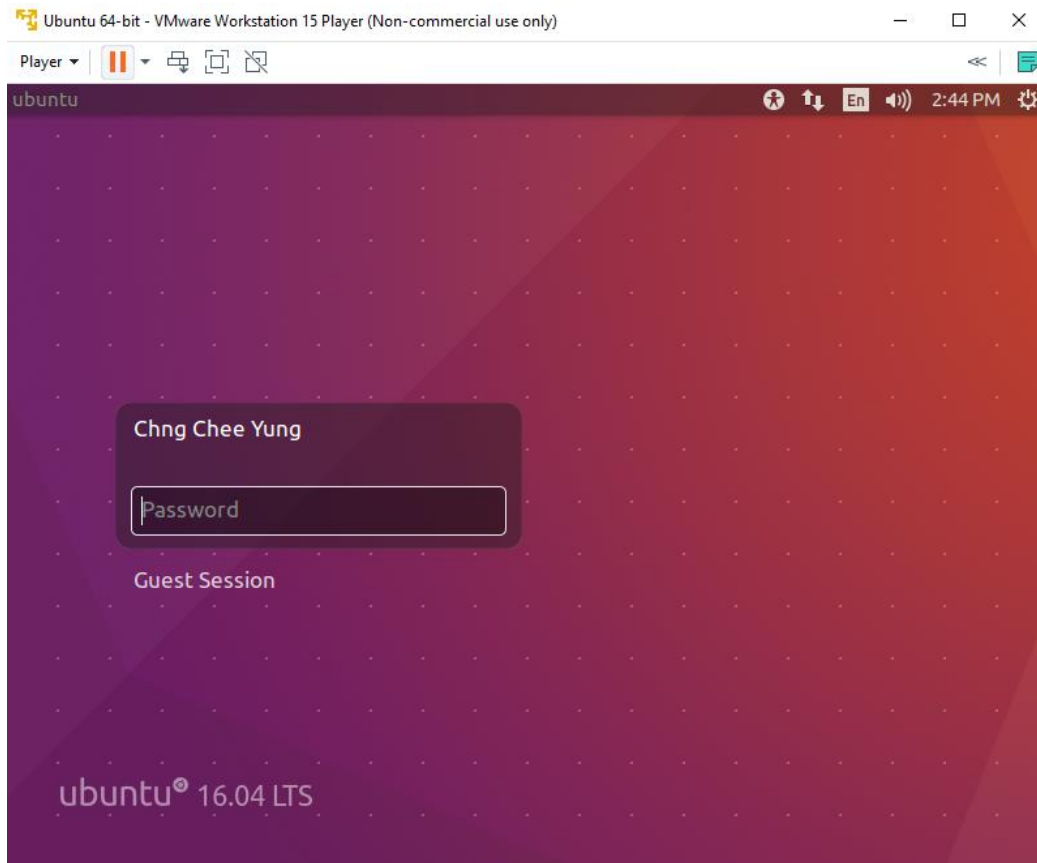 Ubuntu 64-bit - VMware Workstation 15 Player (Non-commercial use only)
Player
ubuntu En 2:44 PM
Chng Chee Yung
Password
Guest Session
ubuntu® 16.04 LTS